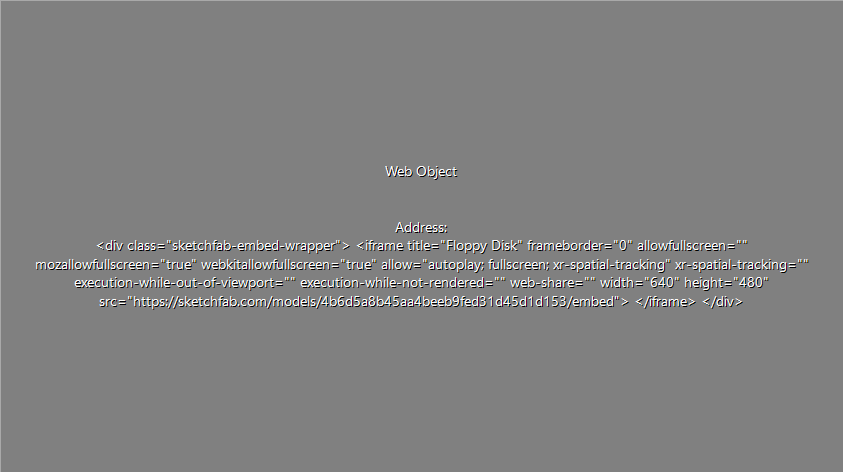 Web Object
Address:
<div class="sketchfab-embed-wrapper"> <iframe title="Floppy Disk" frameborder="0" allowfullscreen=""
mozallowfullscreen="true" webkitallowfullscreen="true" allow="autoplay; fullscreen; xr-spatial-tracking" xr-spatial-tracking=""
execution-while-out-of-viewport="" execution-while-not-rendered="" web-share="" width="640" height="480"
src="https://sketchfab.com/models/4b6d5a8b45aa4beeb9fed31d45d1d153/embed"> </iframe> </div>